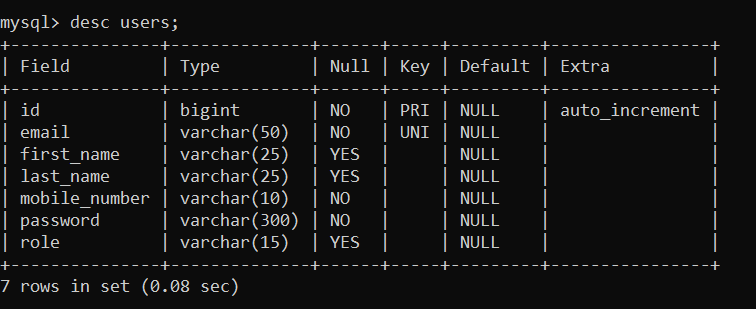 mysql> desc users;
+---------------+--------------+------+-----+---------+----------------+
| Field         | Type         | Null | Key | Default | Extra          |
+---------------+--------------+------+-----+---------+----------------+
| id            | bigint       | NO   | PRI | NULL    | auto_increment |
| email         | varchar(50)  | NO   | UNI | NULL    |                |
| first_name    | varchar(25)  | YES  |     | NULL    |                |
| last_name     | varchar(25)  | YES  |     | NULL    |                |
| mobile_number | varchar(10)  | NO   |     | NULL    |                |
| password      | varchar(300) | NO   |     | NULL    |                |
| role          | varchar(15)  | YES  |     | NULL    |                |
+---------------+--------------+------+-----+---------+----------------+
7 rows in set (0.08 sec)